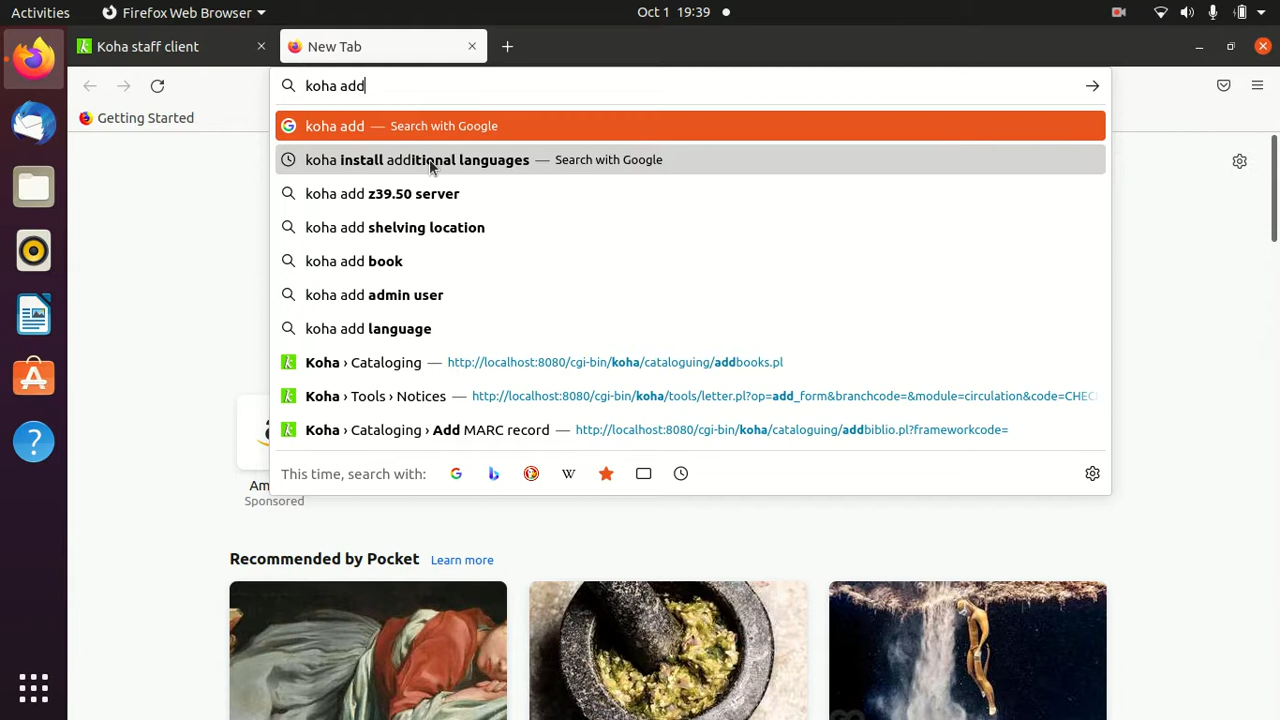 Activities Firefox Web Browser Oct 1 19:39
Koha staff client New Tab
koha add
Getting Started
koha add — Search with Google
koha install additional languages — Search with Google
koha add z39.50 server
koha add shelving location
koha add book
koha add admin user
koha add language
Koha › Cataloging — http://localhost:8080/cgi-bin/koha/cataloguing/addbooks.pl
Koha › Tools › Notices — http://localhost:8080/cgi-bin/koha/tools/letter.pl?op=add_form&branchcode=&module=circulation&code=CHEC
Koha › Cataloging › Add MARC record — http://localhost:8080/cgi-bin/koha/cataloguing/addbiblio.pl?frameworkcode=
This time, search with:
Am
Sponsored
Recommended by Pocket Learn more